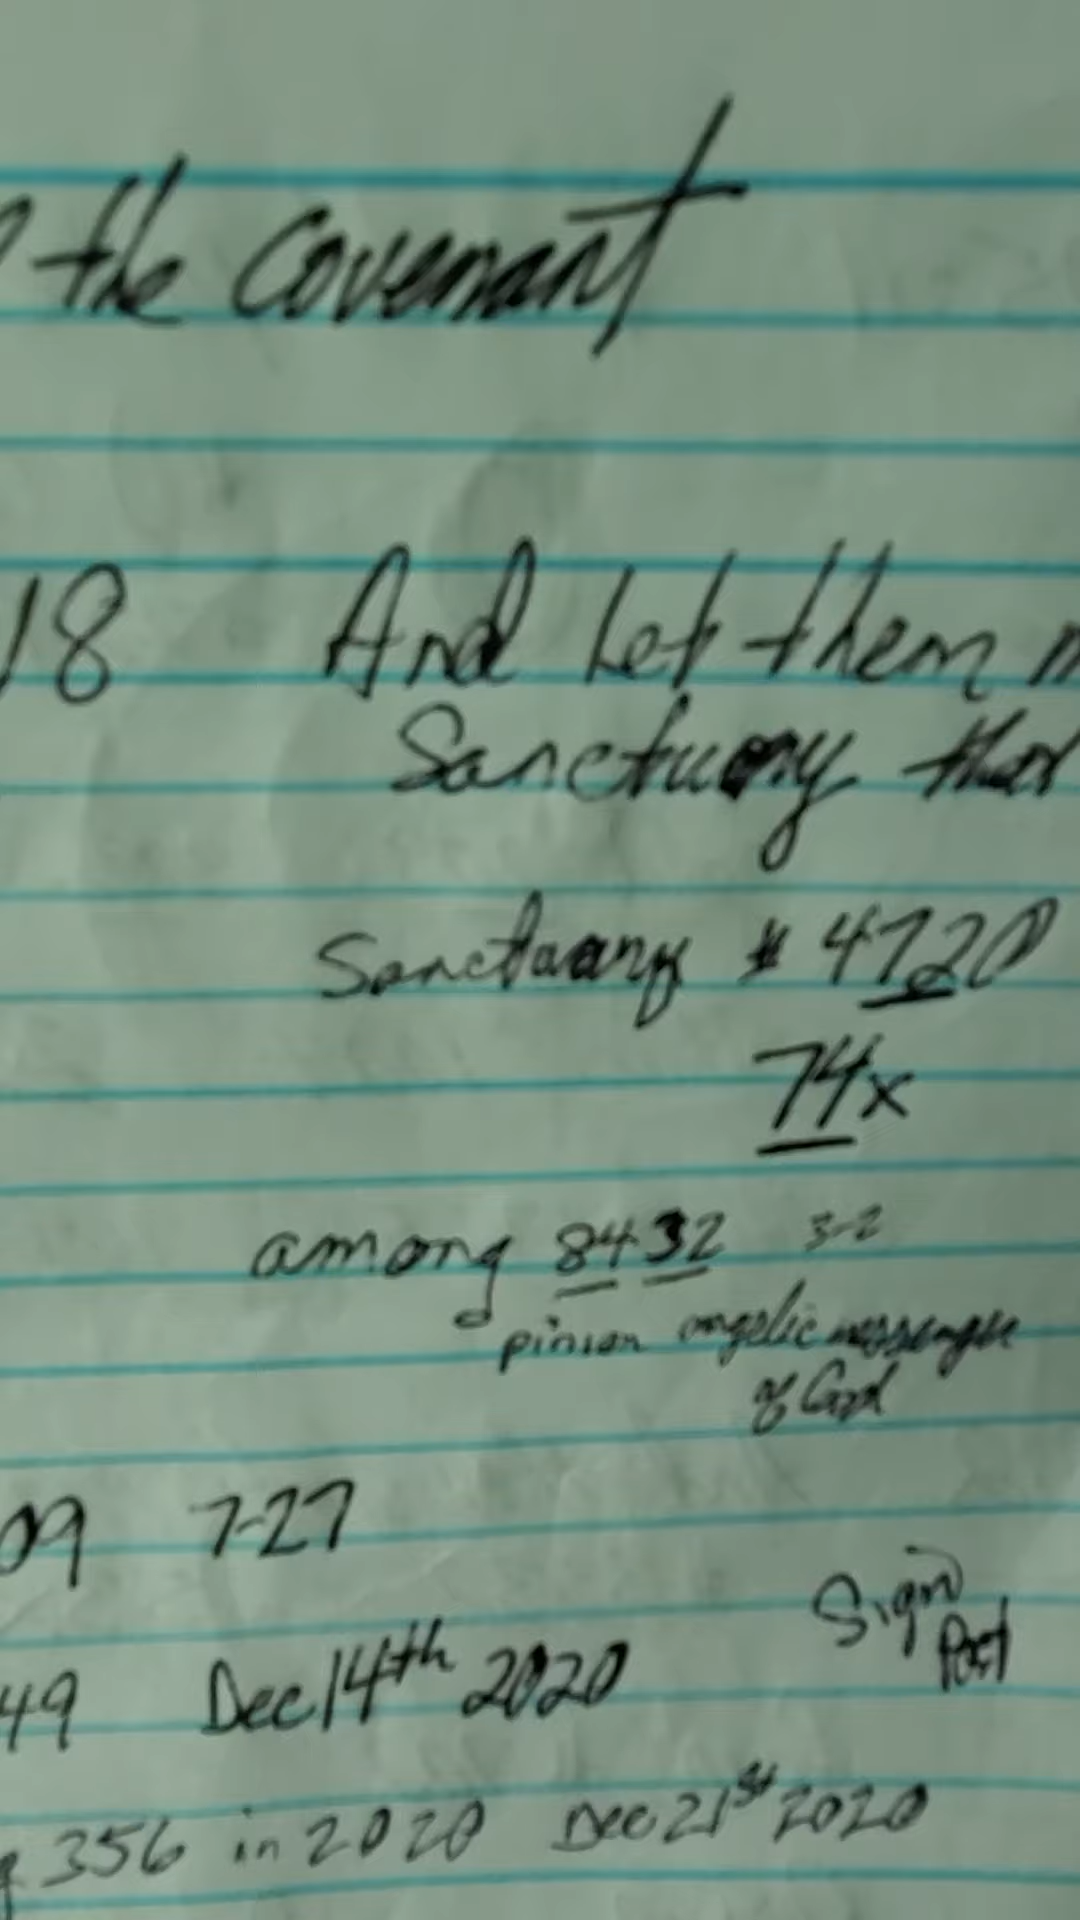 the Covenant
18 And Let them
Sanctuary that
Sanctuary # 4720
74x
among 8432 3-2
pinion angelic messenger
of God
09 7-27
Sign
Post
49 Dec 14th 2020
356 in 2020 Dec 21st 2020